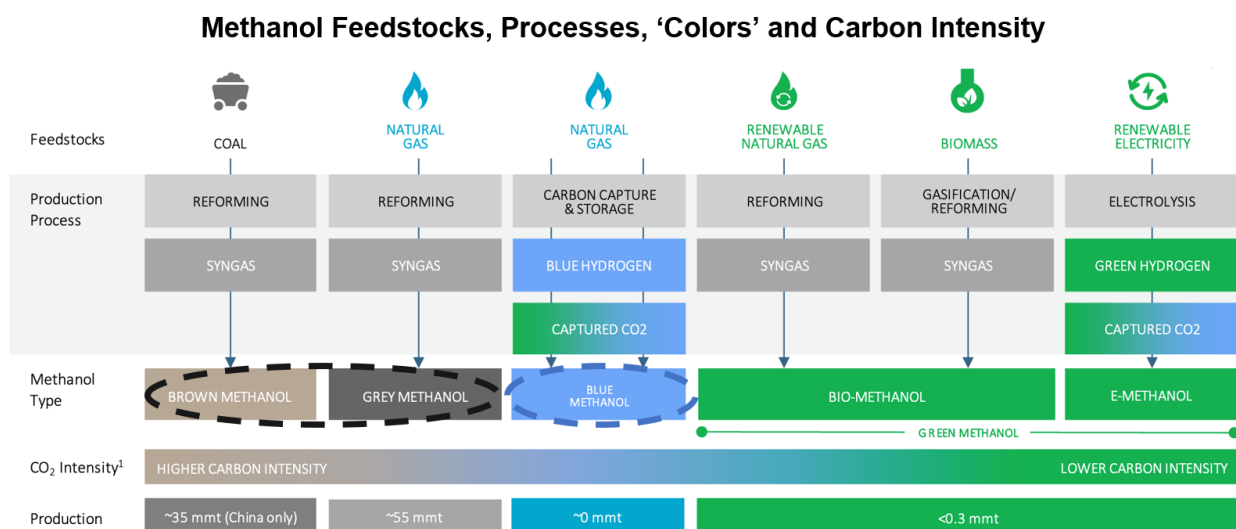 Methanol Feedstocks, Processes, ‘Colors’ and Carbon Intensity
Feedstocks
COAL
NATURAL
GAS
NATURAL
GAS
RENEWABLE
NATURAL GAS
BIOMASS
RENEWABLE
ELECTRICITY
Production
Process
REFORMING
REFORMING
CARBON CAPTURE
& STORAGE
REFORMING
GASIFICATION/
REFORMING
ELECTROLYSIS
SYNGAS
SYNGAS
BLUE HYDROGEN
SYNGAS
SYNGAS
GREEN HYDROGEN
CAPTURED CO2
CAPTURED CO2
Methanol
Type
BROWN METHANOL
GREY METHANOL
BLUE
METHANOL
BIO-METHANOL
E-METHANOL
GREEN METHANOL
CO₂ Intensity¹
HIGHER CARBON INTENSITY
LOWER CARBON INTENSITY
Production
~35 mmt (China only)
~55 mmt
~0 mmt
<0.3 mmt